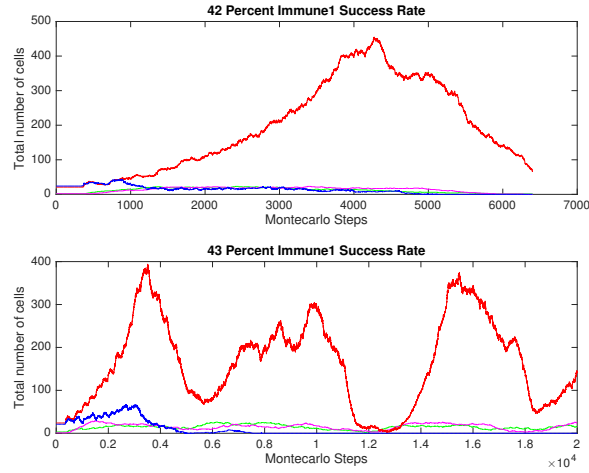 42 Percent Immune1 Success Rate
Total number of cells
500
400
300
200
100
0
0 1000 2000 3000 4000 5000 6000 7000
Montecarlo Steps
43 Percent Immune1 Success Rate
Total number of cells
400
300
200
100
0
0 0.2 0.4 0.6 0.8 1 1.2 1.4 1.6 1.8 2
Montecarlo Steps
×10⁴